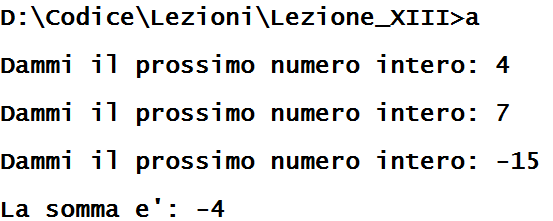 D:\Codice\Lezioni\Lezione_XIII>a
Dammi il prossimo numero intero: 4
Dammi il prossimo numero intero: 7
Dammi il prossimo numero intero: -15
La somma e': -4